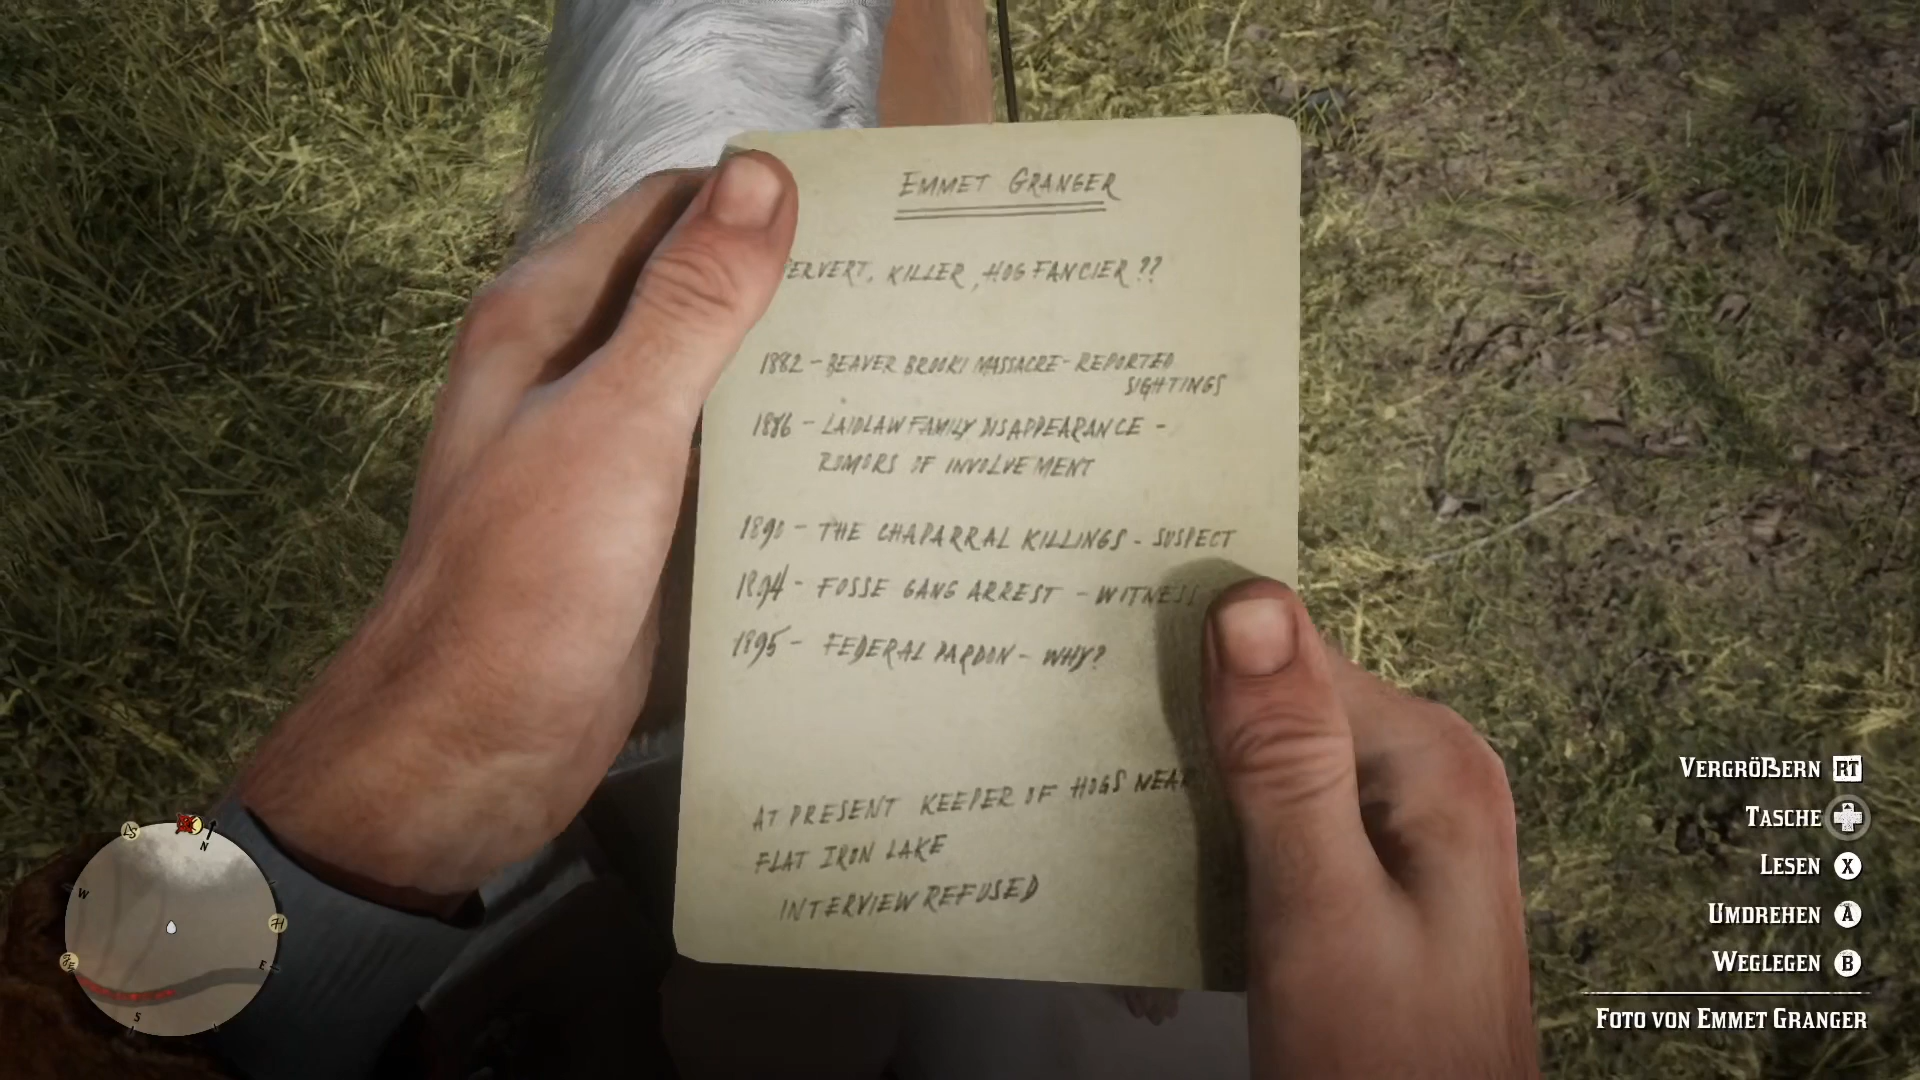 EMMET GRANGER
PERVERT, KILLER, HOG FANCIER ??
1882 - BEAVER BROOK MASSACRE - REPORTED
SIGHTINGS
1886 - LAIDLAW FAMILY DISAPPEARANCE -
RUMORS OF INVOLVEMENT
1890 - THE CHAPARRAL KILLINGS - SUSPECT
1894 - FOSSE GANG ARREST - WITNESS
1895 - FEDERAL PARDON - WHY?
AT PRESENT KEEPER OF HOGS NEAR
FLAT IRON LAKE
INTERVIEW REFUSED
VERGRÖẞERN RT
TASCHE
LESEN X
UMDREHEN A
WEGLEGEN B
FOTO VON EMMET GRANGER
N
W
H
E
S